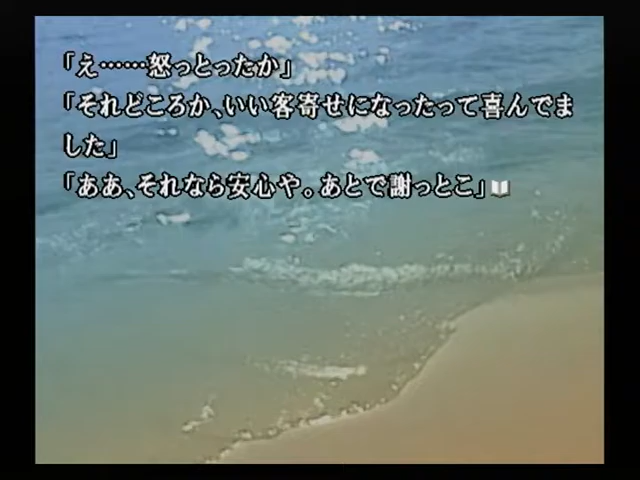 「え……怒っとったか」
「それどころか、いい客寄せになったって喜んでま
した」
「ああ、それなら安心や。あとで謝っとこ」